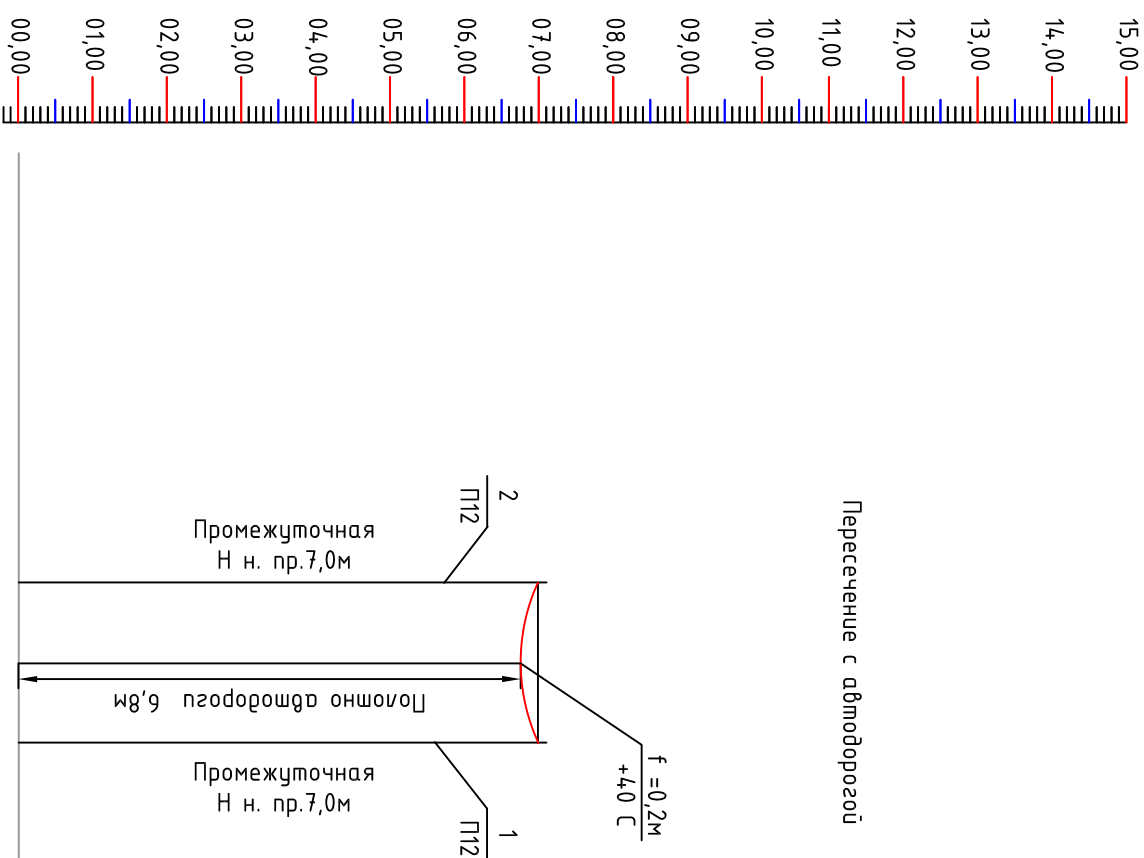 15,00
14,00
13,00
12,00
11,00
10,00
09,00
08,00
07,00
06,00
05,00
04,00
03,00
02,00
01,00
00,00
Пересечение с автодорогой
2
П12
Промежуточная
Н н. пр.7,0м
f =0,2м
+40 С
Полотно автодороги 6,8м
1
П12
Промежуточная
Н н. пр.7,0м